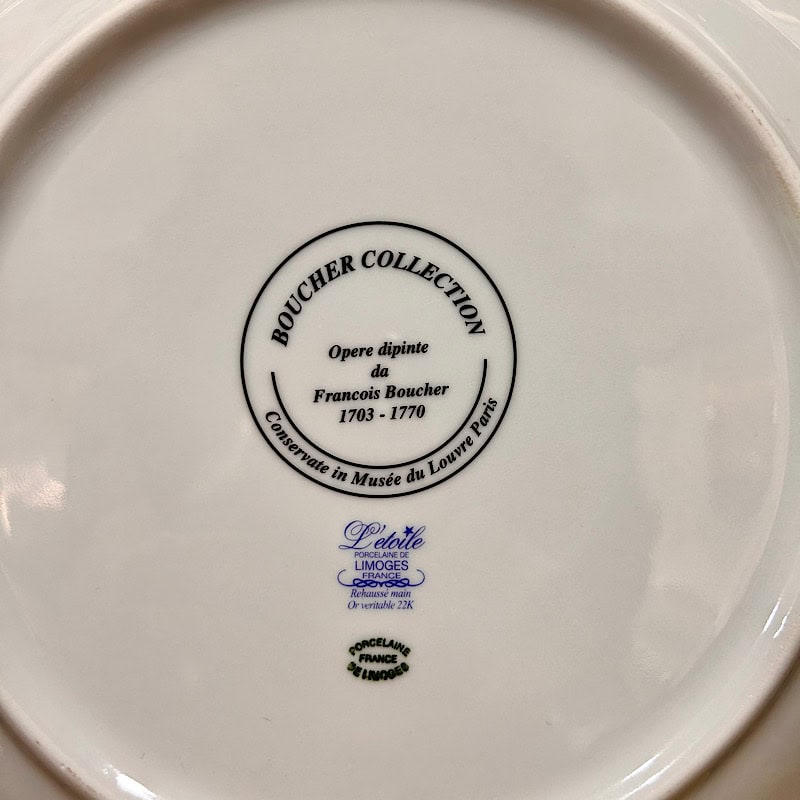 BOUCHER COLLECTION
Opere dipinte
da
Francois Boucher
1703 - 1770
Conservate in Musée du Louvre Paris
L'etoile
PORCELAINE DE
LIMOGES
FRANCE
Rehaussé main
Or veritable 22K
PORCELAINE
FRANCE
DE LIMOGES